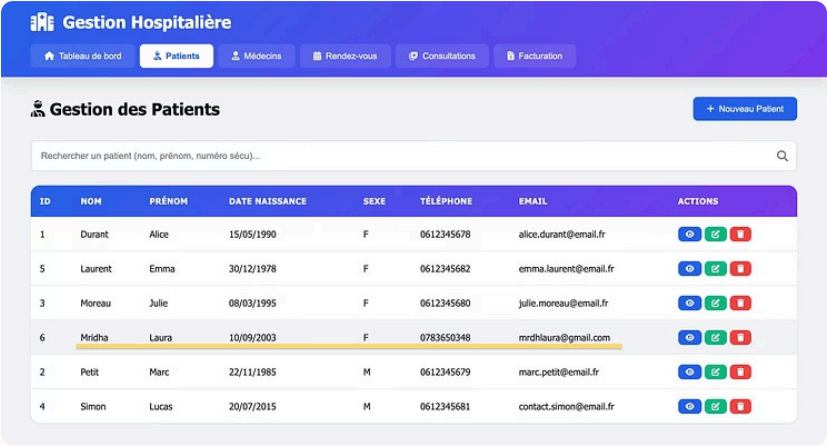 Gestion Hospitalière
Tableau de bord Patients Médecins Rendez-vous Consultations Facturation
Gestion des Patients
+ Nouveau Patient
Rechercher un patient (nom, prénom, numéro sécu)...
ID NOM PRÉNOM DATE NAISSANCE SEXE TÉLÉPHONE EMAIL ACTIONS
1 Durant Alice 15/05/1990 F 0612345678 alice.durant@email.fr
5 Laurent Emma 30/12/1978 F 0612345682 emma.laurent@email.fr
3 Moreau Julie 08/03/1995 F 0612345680 julie.moreau@email.fr
6 Mridha Laura 10/09/2003 F 0783650348 mrdhlaura@gmail.com
2 Petit Marc 22/11/1985 M 0612345679 marc.petit@email.fr
4 Simon Lucas 20/07/2015 M 0612345681 contact.simon@email.fr